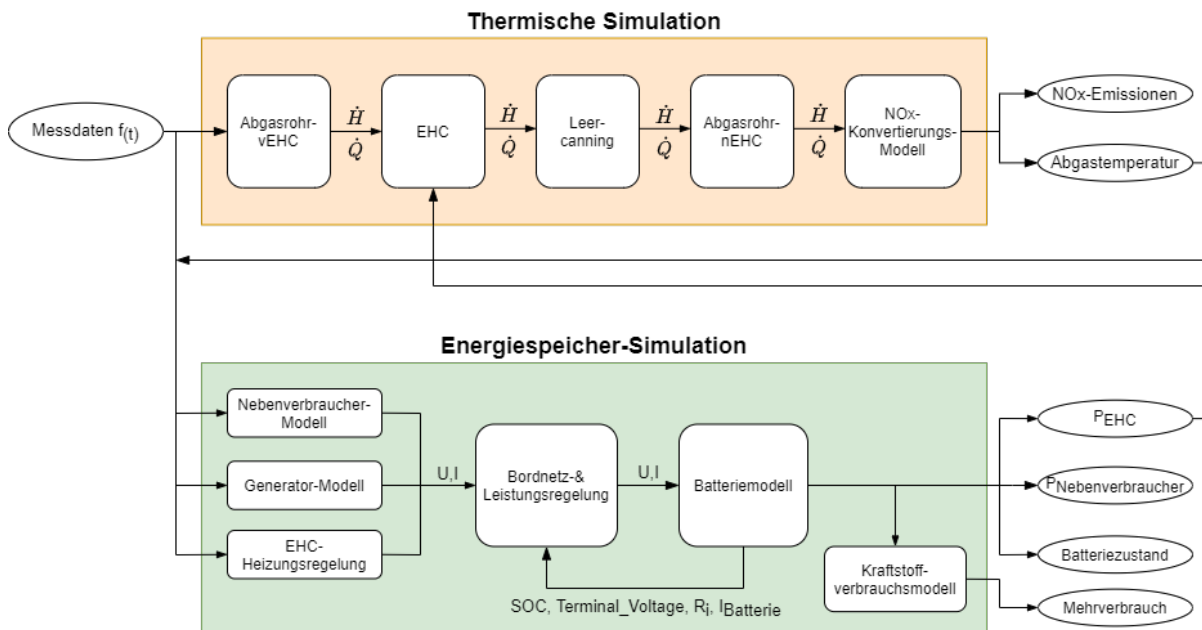 Thermische Simulation
Messdaten f(t)
Abgasrohr-
vEHC
Ḣ
Q̇
EHC
Ḣ
Q̇
Leer-
canning
Ḣ
Q̇
Abgasrohr-
nEHC
Ḣ
Q̇
NOx-
Konvertierungs-
Modell
NOx-Emissionen
Abgastemperatur
Energiespeicher-Simulation
Nebenverbraucher-
Modell
Generator-Modell
EHC-
Heizungsregelung
U,I
Bordnetz-&
Leistungsregelung
U,I
Batteriemodell
SOC, Terminal_Voltage, Ri, IBatterie
Kraftstoff-
verbrauchsmodell
PEHC
PNebenverbraucher
Batteriezustand
Mehrverbrauch